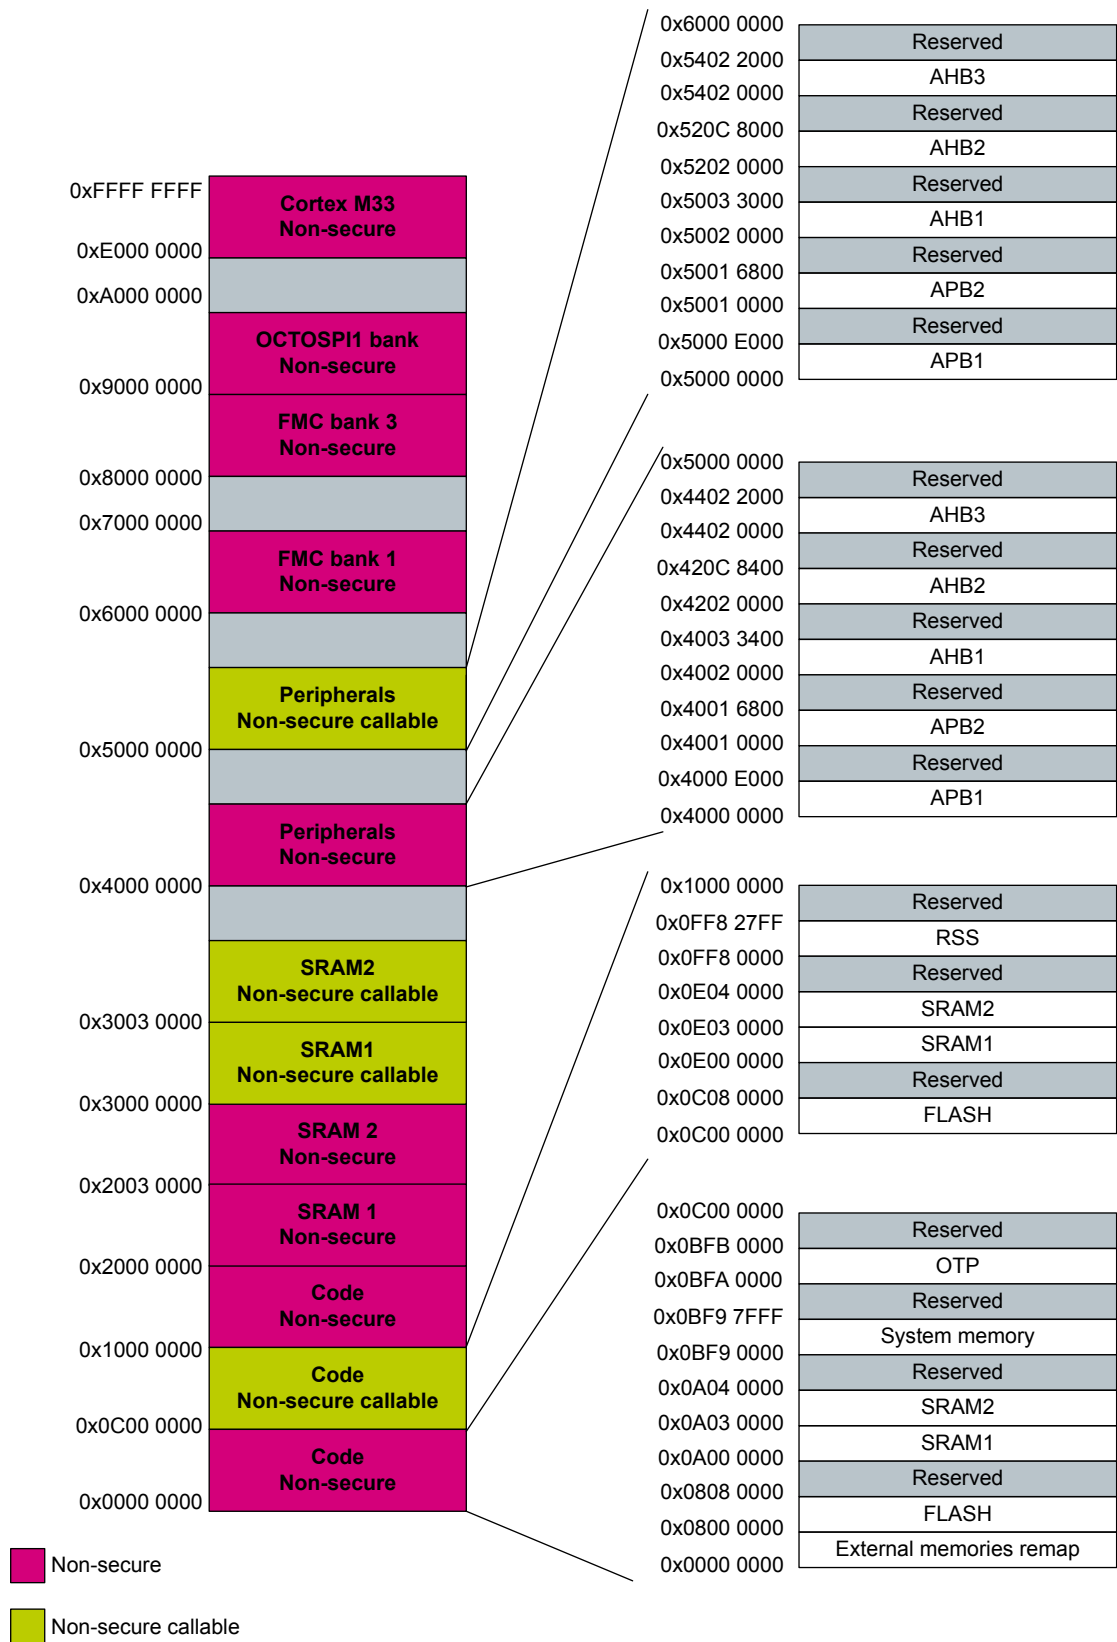 0xFFFF FFFF
Cortex M33
Non-secure
0xE000 0000
0xA000 0000
OCTOSPI1 bank
Non-secure
0x9000 0000
FMC bank 3
Non-secure
0x8000 0000
0x7000 0000
FMC bank 1
Non-secure
0x6000 0000
Peripherals
Non-secure callable
0x5000 0000
Peripherals
Non-secure
0x4000 0000
SRAM2
Non-secure callable
0x3003 0000
SRAM1
Non-secure callable
0x3000 0000
SRAM 2
Non-secure
0x2003 0000
SRAM 1
Non-secure
0x2000 0000
Code
Non-secure
0x1000 0000
Code
Non-secure callable
0x0C00 0000
Code
Non-secure
0x0000 0000
Non-secure
Non-secure callable
0x6000 0000
Reserved
0x5402 2000
AHB3
0x5402 0000
Reserved
0x520C 8000
AHB2
0x5202 0000
Reserved
0x5003 3000
AHB1
0x5002 0000
Reserved
0x5001 6800
APB2
0x5001 0000
Reserved
0x5000 E000
APB1
0x5000 0000
0x5000 0000
Reserved
0x4402 2000
AHB3
0x4402 0000
Reserved
0x420C 8400
AHB2
0x4202 0000
Reserved
0x4003 3400
AHB1
0x4002 0000
Reserved
0x4001 6800
APB2
0x4001 0000
Reserved
0x4000 E000
APB1
0x4000 0000
0x1000 0000
Reserved
0x0FF8 27FF
RSS
0x0FF8 0000
Reserved
0x0E04 0000
SRAM2
0x0E03 0000
SRAM1
0x0E00 0000
Reserved
0x0C08 0000
FLASH
0x0C00 0000
0x0C00 0000
Reserved
0x0BFB 0000
OTP
0x0BFA 0000
Reserved
0x0BF9 7FFF
System memory
0x0BF9 0000
Reserved
0x0A04 0000
SRAM2
0x0A03 0000
SRAM1
0x0A00 0000
Reserved
0x0808 0000
FLASH
0x0800 0000
External memories remap
0x0000 0000